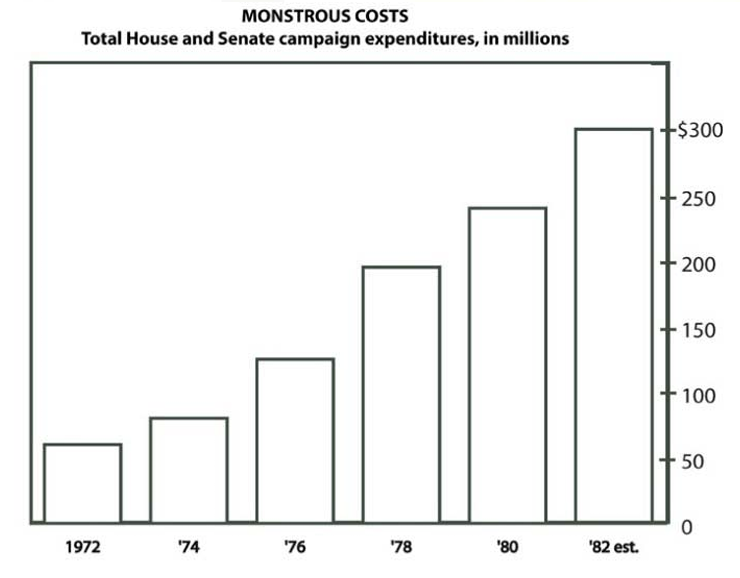 MONSTROUS COSTS
Total House and Senate campaign expenditures, in millions
$300
250
200
150
100
50
0
1972 '74 '76 '78 '80 '82 est.